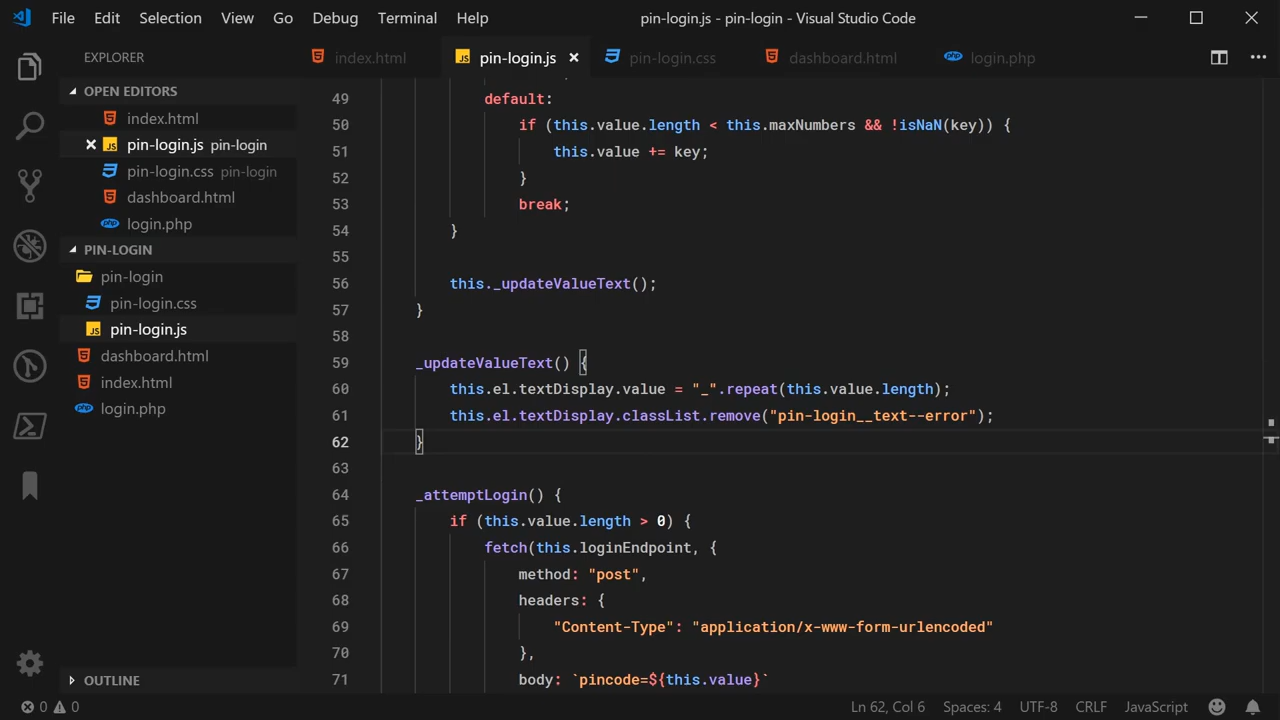 File Edit Selection View Go Debug Terminal Help pin-login.js - pin-login - Visual Studio Code
EXPLORER
OPEN EDITORS
index.html
pin-login.js pin-login
pin-login.css pin-login
dashboard.html
login.php
PIN-LOGIN
pin-login
pin-login.css
pin-login.js
dashboard.html
index.html
login.php
OUTLINE
index.html pin-login.js pin-login.css dashboard.html login.php
49 default:
50 if (this.value.length < this.maxNumbers && !isNaN(key)) {
51 this.value += key;
52 }
53 break;
54 }
55
56 this._updateValueText();
57 }
58
59 _updateValueText() {
60 this.el.textDisplay.value = "_".repeat(this.value.length);
61 this.el.textDisplay.classList.remove("pin-login__text--error");
62 }
63
64 _attemptLogin() {
65 if (this.value.length > 0) {
66 fetch(this.loginEndpoint, {
67 method: "post",
68 headers: {
69 "Content-Type": "application/x-www-form-urlencoded"
70 },
71 body: `pincode=${this.value}`
0 0 Ln 62, Col 6 Spaces: 4 UTF-8 CRLF JavaScript